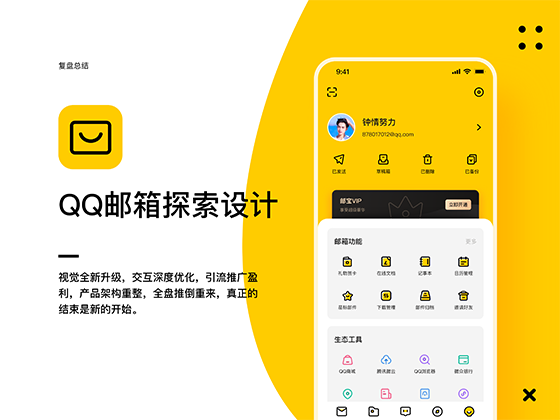 复盘总结
QQ邮箱探索设计
视觉全新升级，交互深度优化，引流推广盈
利，产品架构重整，全盘推倒重来，真正的
结束是新的开始。
9:41
钟情努力
878017012@qq.com
已发送 草稿箱 已删除 已备份
邮宝VIP
立即开通
邮箱功能 更多
礼歌贺卡 在线文档 记事本 日历管理
星标邮件 下载管理 邮件归档 邀请好友
生态工具
QQ商城 腾讯微云 QQ浏览器 微众银行